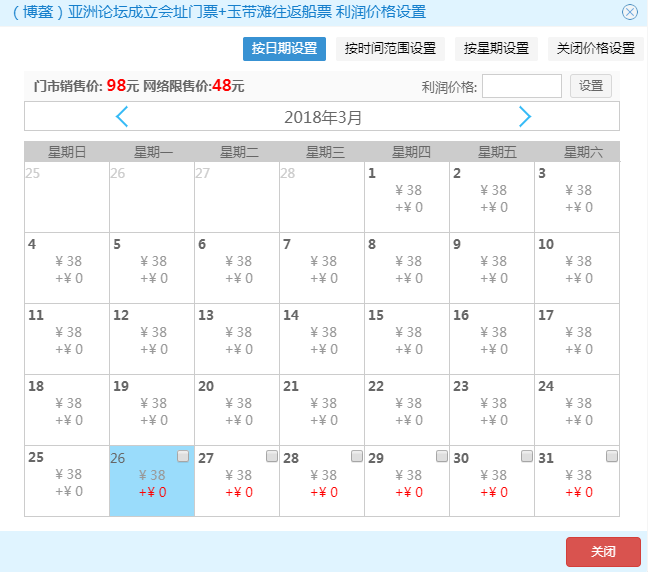 （博鳌）亚洲论坛成立会址门票+玉带滩往返船票 利润价格设置
按日期设置 按时间范围设置 按星期设置 关闭价格设置
门市销售价: 98元 网络限售价:48元 利润价格: 设置
2018年3月
星期日 星期一 星期二 星期三 星期四 星期五 星期六
25 26 27 28 1 2 3
¥ 38 ¥ 38 ¥ 38
+¥ 0 +¥ 0 +¥ 0
4 5 6 7 8 9 10
¥ 38 ¥ 38 ¥ 38 ¥ 38 ¥ 38 ¥ 38 ¥ 38
+¥ 0 +¥ 0 +¥ 0 +¥ 0 +¥ 0 +¥ 0 +¥ 0
11 12 13 14 15 16 17
¥ 38 ¥ 38 ¥ 38 ¥ 38 ¥ 38 ¥ 38 ¥ 38
+¥ 0 +¥ 0 +¥ 0 +¥ 0 +¥ 0 +¥ 0 +¥ 0
18 19 20 21 22 23 24
¥ 38 ¥ 38 ¥ 38 ¥ 38 ¥ 38 ¥ 38 ¥ 38
+¥ 0 +¥ 0 +¥ 0 +¥ 0 +¥ 0 +¥ 0 +¥ 0
25 26 27 28 29 30 31
¥ 38 ¥ 38 ¥ 38 ¥ 38 ¥ 38 ¥ 38 ¥ 38
+¥ 0 +¥ 0 +¥ 0 +¥ 0 +¥ 0 +¥ 0 +¥ 0
关闭